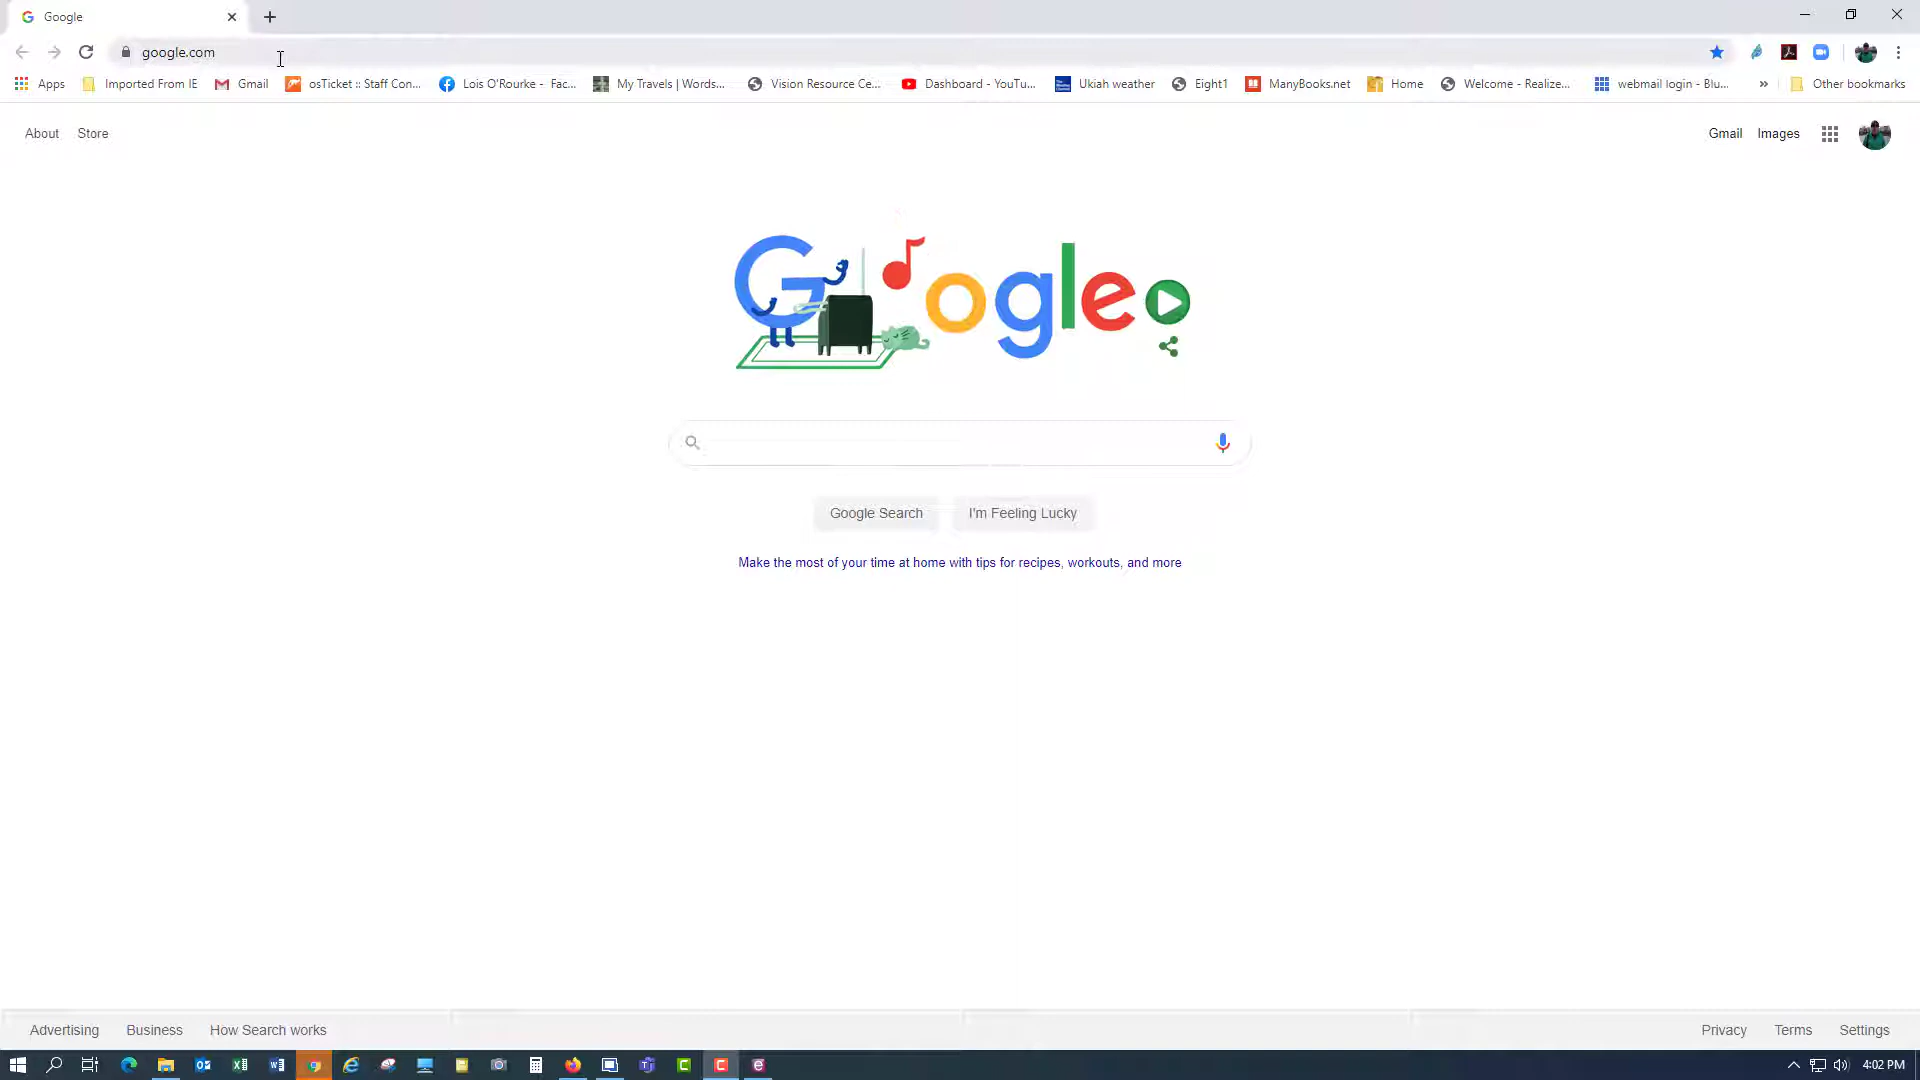 Google
google.com
Apps Imported From IE Gmail osTicket :: Staff Con... Lois O'Rourke - Fac... My Travels | Words... Vision Resource Ce... Dashboard - YouTu... Ukiah weather Eight1 ManyBooks.net Home Welcome - Realize... webmail login - Blu... » Other bookmarks
About Store Gmail Images
Google
Google Search I'm Feeling Lucky
Make the most of your time at home with tips for recipes, workouts, and more
Advertising Business How Search works Privacy Terms Settings
4:02 PM